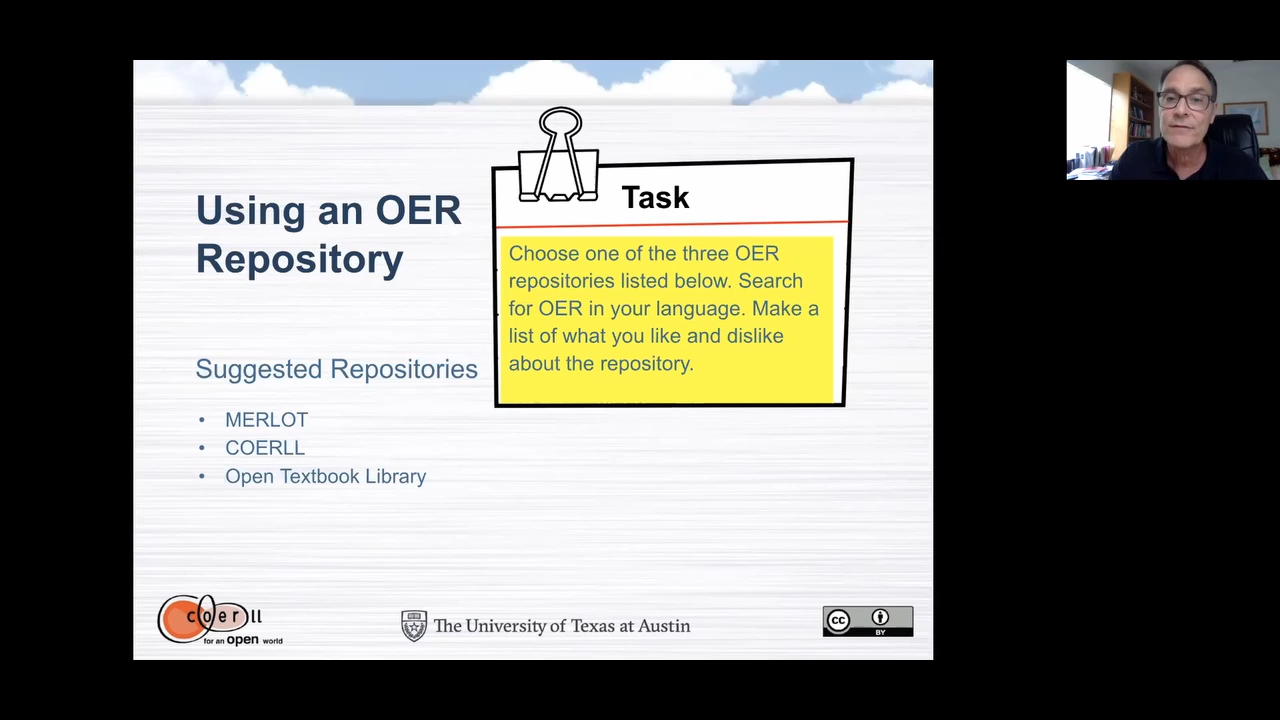 Using an OER
Repository
Task
Choose one of the three OER
repositories listed below. Search
for OER in your language. Make a
list of what you like and dislike
about the repository.
Suggested Repositories
• MERLOT
• COERLL
• Open Textbook Library
coerll
for an open world
The University of Texas at Austin
cc
BY